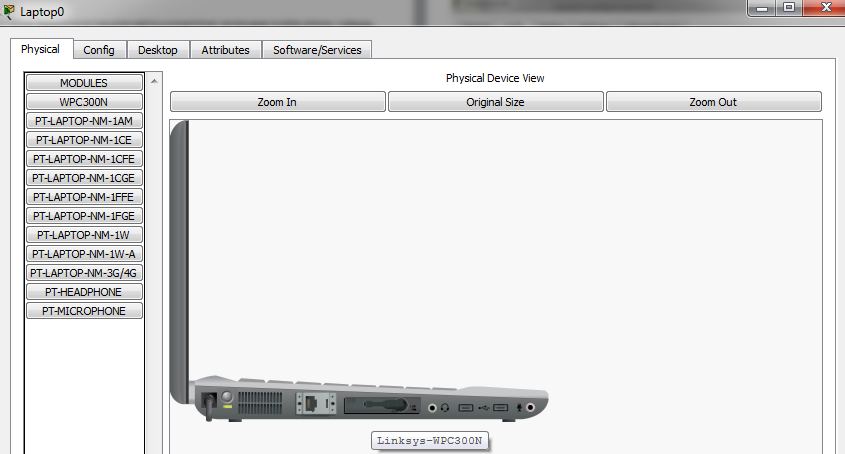 Laptop0
Physical Config Desktop Attributes Software/Services
MODULES
WPC300N
PT-LAPTOP-NM-1AM
PT-LAPTOP-NM-1CE
PT-LAPTOP-NM-1CFE
PT-LAPTOP-NM-1CGE
PT-LAPTOP-NM-1FFE
PT-LAPTOP-NM-1FGE
PT-LAPTOP-NM-1W
PT-LAPTOP-NM-1W-A
PT-LAPTOP-NM-3G/4G
PT-HEADPHONE
PT-MICROPHONE
Physical Device View
Zoom In Original Size Zoom Out
Linksys-WPC300N